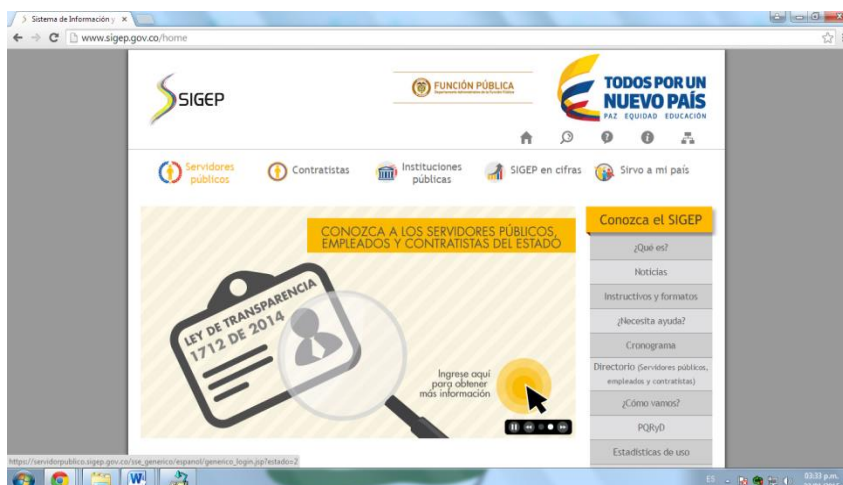 Sistema de Información y
www.sigep.gov.co/home
SIGEP
FUNCIÓN PÚBLICA
TODOS POR UN
NUEVO PAÍS
PAZ EQUIDAD EDUCACIÓN
Servidores
públicos
Contratistas
Instituciones
públicas
SIGEP en cifras
Sirvo a mi país
CONOZCA A LOS SERVIDORES PÚBLICOS,
EMPLEADOS Y CONTRATISTAS DEL ESTADO
LEY DE TRANSPARENCIA
1712 DE 2014
Ingrese aquí
para obtener
más información
Conozca el SIGEP
¿Qué es?
Noticias
Instructivos y formatos
¿Necesita ayuda?
Cronograma
Directorio (Servidores públicos,
empleados y contratistas)
¿Cómo vamos?
PQRyD
Estadísticas de uso
https://servidorpublico.sigep.gov.co/sse_generico/espanol/generico_login.jsp?estado=2
ES
03:33 p.m.